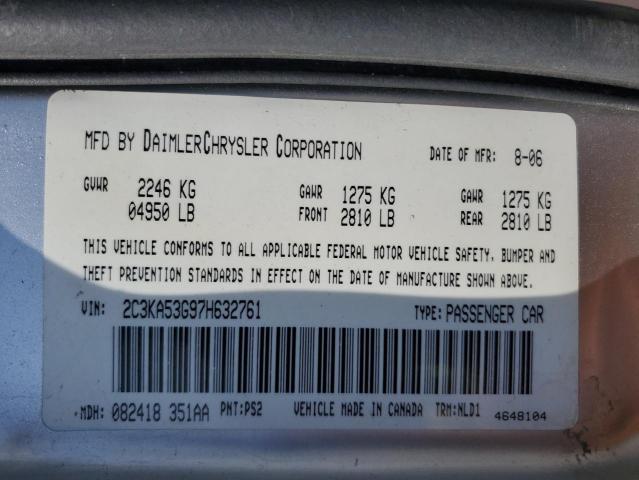 MFD BY DAIMLERCHRYSLER CORPORATION DATE OF MFR: 8-06
GVWR 2246 KG GAWR 1275 KG GAWR 1275 KG
04950 LB FRONT 2810 LB REAR 2810 LB
THIS VEHICLE CONFORMS TO ALL APPLICABLE FEDERAL MOTOR VEHICLE SAFETY, BUMPER AND
THEFT PREVENTION STANDARDS IN EFFECT ON THE DATE OF MANUFACTURE SHOWN ABOVE.
VIN: 2C3KA53G97H632761 TYPE: PASSENGER CAR
MDH: 082418 351AA PNT:PS2 VEHICLE MADE IN CANADA TRM:NLD1 4648104